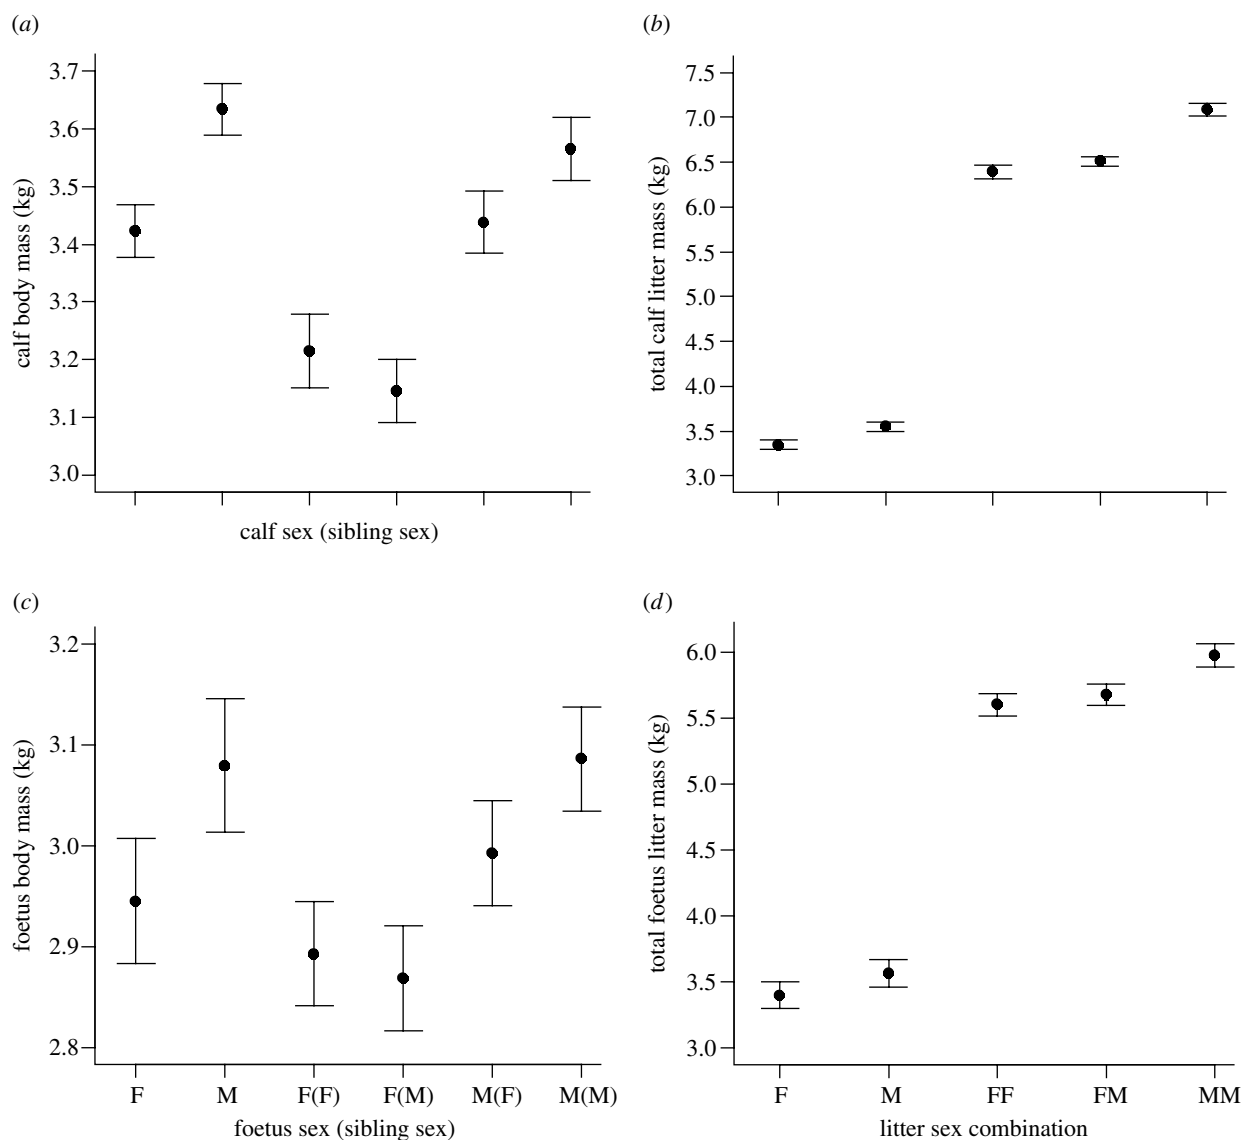 (a)
calf body mass (kg)
3.7
3.6
3.5
3.4
3.3
3.2
3.1
3.0
calf sex (sibling sex)
(b)
total calf litter mass (kg)
7.5
7.0
6.5
6.0
5.5
5.0
4.5
4.0
3.5
3.0
(c)
foetus body mass (kg)
3.2
3.1
3.0
2.9
2.8
F M F(F) F(M) M(F) M(M)
foetus sex (sibling sex)
(d)
total foetus litter mass (kg)
6.0
5.5
5.0
4.5
4.0
3.5
3.0
F M FF FM MM
litter sex combination